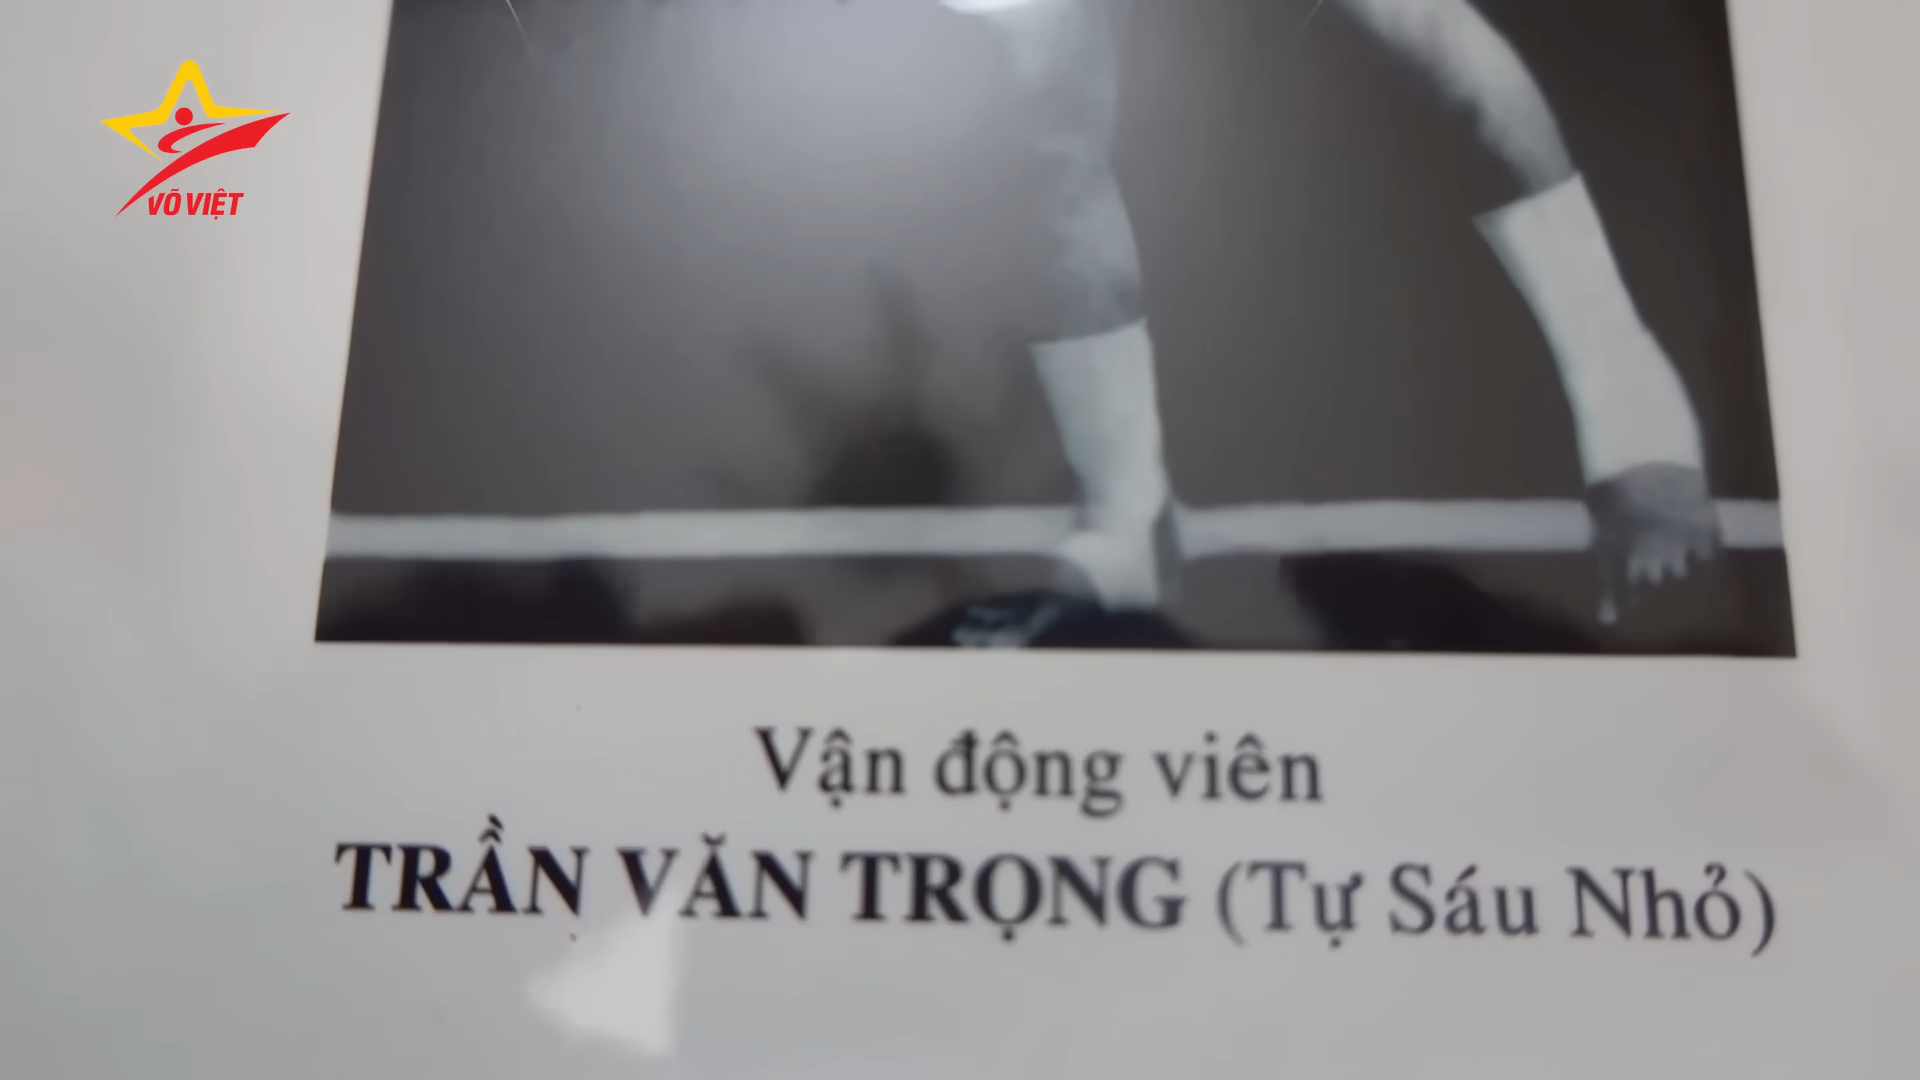 VÕ VIỆT
Vận động viên
TRẦN VĂN TRỌNG (Tự Sáu Nhỏ)